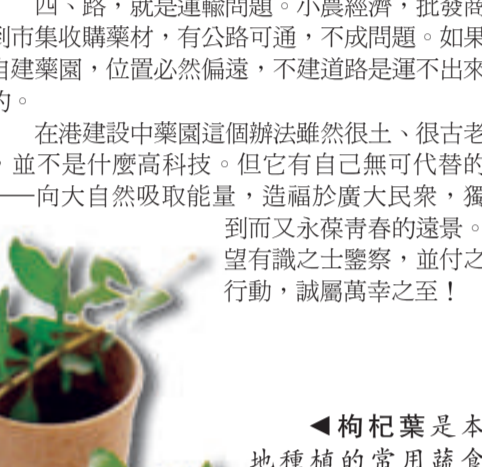 四、路，就是運輸問題。小農經濟，批發商
到市集收購藥材，有公路可通，不成問題。如果
自建藥園，位置必然偏遠，不建道路是運不出來
的。
在港建設中藥園這個辦法雖然很土、很古老
，並不是什麼高科技。但它有自己無可代替的
——向大自然吸取能量，造福於廣大民衆，獨
到而又永葆靑春的遠景。
望有識之士鑒察，並付之
行動，誠屬萬幸之至！
◀枸杞葉是本
地種植的常用蔬食